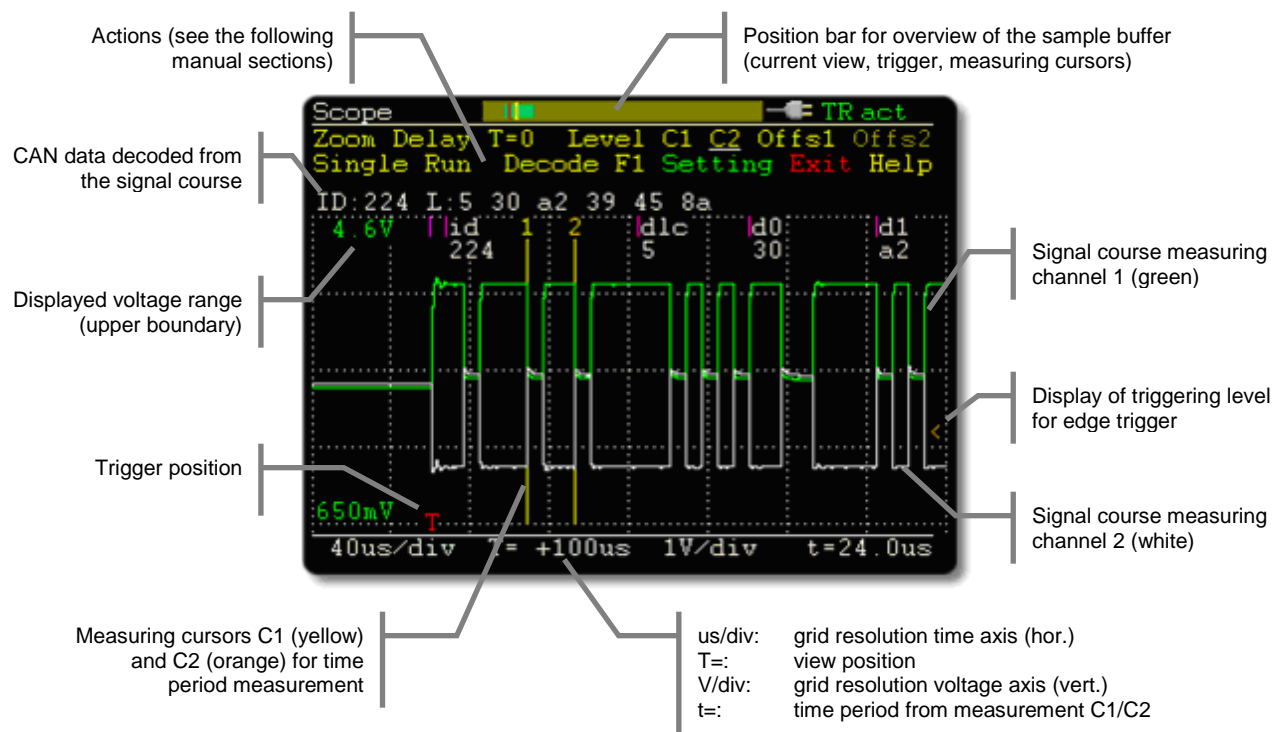 Actions (see the following
manual sections)
Position bar for overview of the sample buffer
(current view, trigger, measuring cursors)
CAN data decoded from
the signal course
Displayed voltage range
(upper boundary)
Trigger position
Scope TR act
Zoom Delay T=0 Level C1 C2 Offs1 Offs2
Single Run Decode F1 Setting Exit Help
ID:224 L:5 30 a2 39 45 8a
4.6V id 1 2 dlc d0 d1
224 5 30 a2
<
650mV
T
40us/div T= +100us 1V/div t=24.0us
Signal course measuring
channel 1 (green)
Display of triggering level
for edge trigger
Signal course measuring
channel 2 (white)
Measuring cursors C1 (yellow)
and C2 (orange) for time
period measurement
us/div: grid resolution time axis (hor.)
T=: view position
V/div: grid resolution voltage axis (vert.)
t=: time period from measurement C1/C2